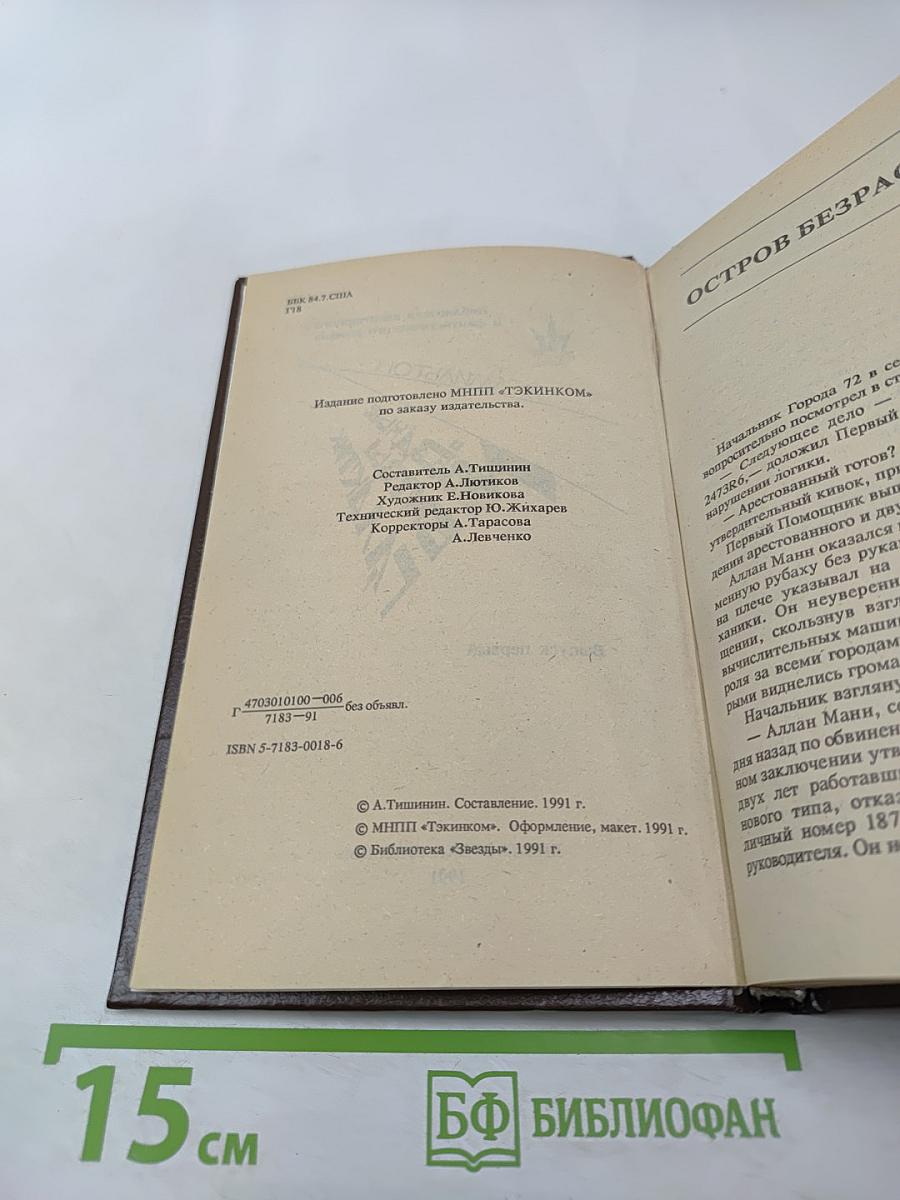 ББК 84.7.США
Г18
Издание подготовлено МНПП «ТЭКИНКОМ»
по заказу издательства.
Составитель А.Тишинин
Редактор А.Лютиков
Художник Е.Новикова
Технический редактор Ю.Жихарев
Корректоры А.Тарасова
А.Левченко
Г 4703010100—006 без объявл.
7183—91
ISBN 5-7183-0018-6
© А.Тишинин. Составление. 1991 г.
© МНПП «Тэкинком». Оформление, макет. 1991 г.
© Библиотека «Звезды». 1991 г.
ОСТРОВ БЕЗРАС
Начальник Города 72 в се
вопросительно посмотрел в ст
— Следующее дело —
2473R6,— доложил Первый
нарушении логики.
— Арестованный готов?
утвердительный кивок, при
Первый Помощник выш
дении арестованного и дву
Аллан Манн оказался
менную рубаху без рука
на плече указывал на
ханики. Он неуверен
щении, скользнув взгл
вычислительных машин
роля за всеми городам
рыми виднелись грома
Начальник взгляну
— Аллан Манн, се
дня назад по обвинен
ном заключении утв
двух лет работавш
нового типа, отказ
личный номер 187
руководителя. Он н
15 см
БФ БИБЛИОФАН